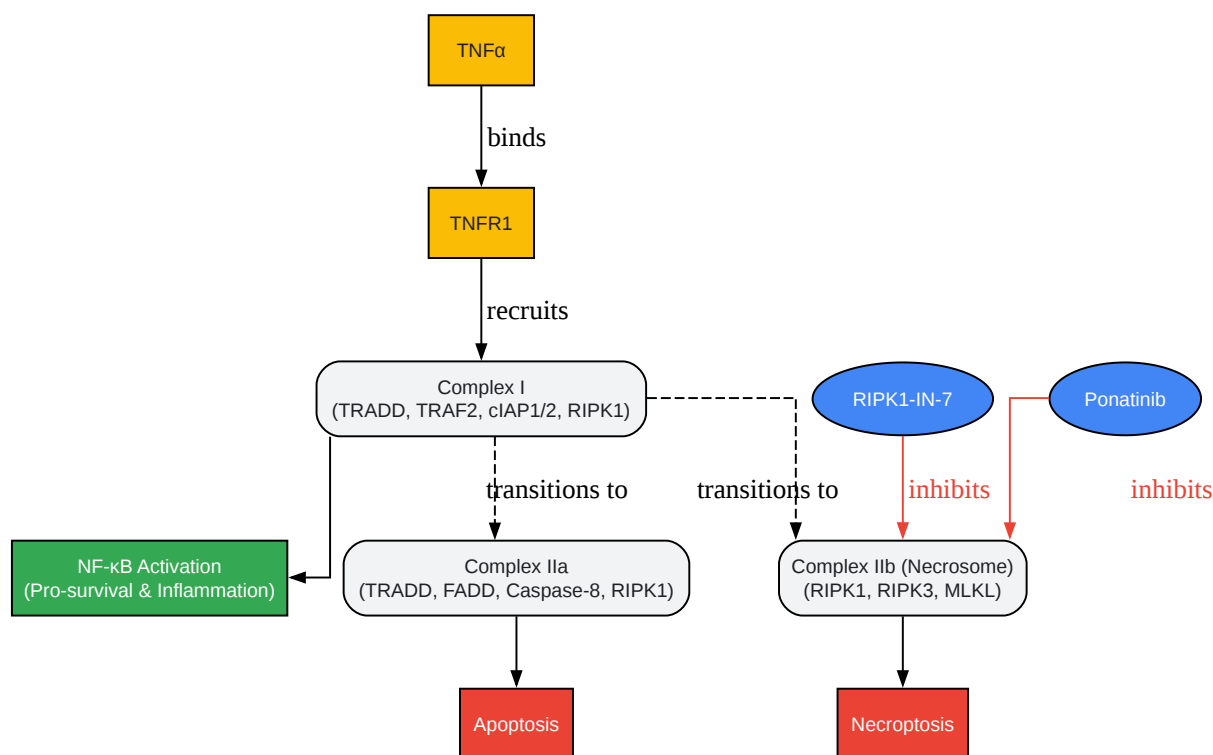 TNFα
binds
TNFR1
recruits
Complex I
(TRADD, TRAF2, cIAP1/2, RIPK1)
RIPK1-IN-7
Ponatinib
transitions to
transitions to
inhibits
inhibits
NF-κB Activation
(Pro-survival & Inflammation)
Complex IIa
(TRADD, FADD, Caspase-8, RIPK1)
Complex IIb (Necrosome)
(RIPK1, RIPK3, MLKL)
Apoptosis
Necroptosis